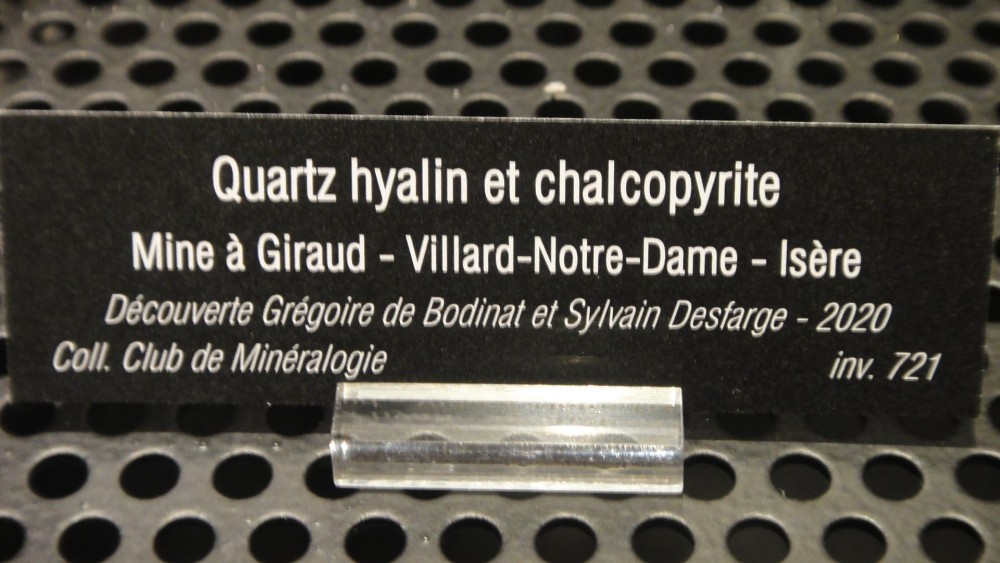 Quartz hyalin et chalcopyrite
Mine à Giraud - Villard-Notre-Dame - Isère
Découverte Grégoire de Bodinat et Sylvain Desfarge - 2020
Coll. Club de Minéralogie inv. 721